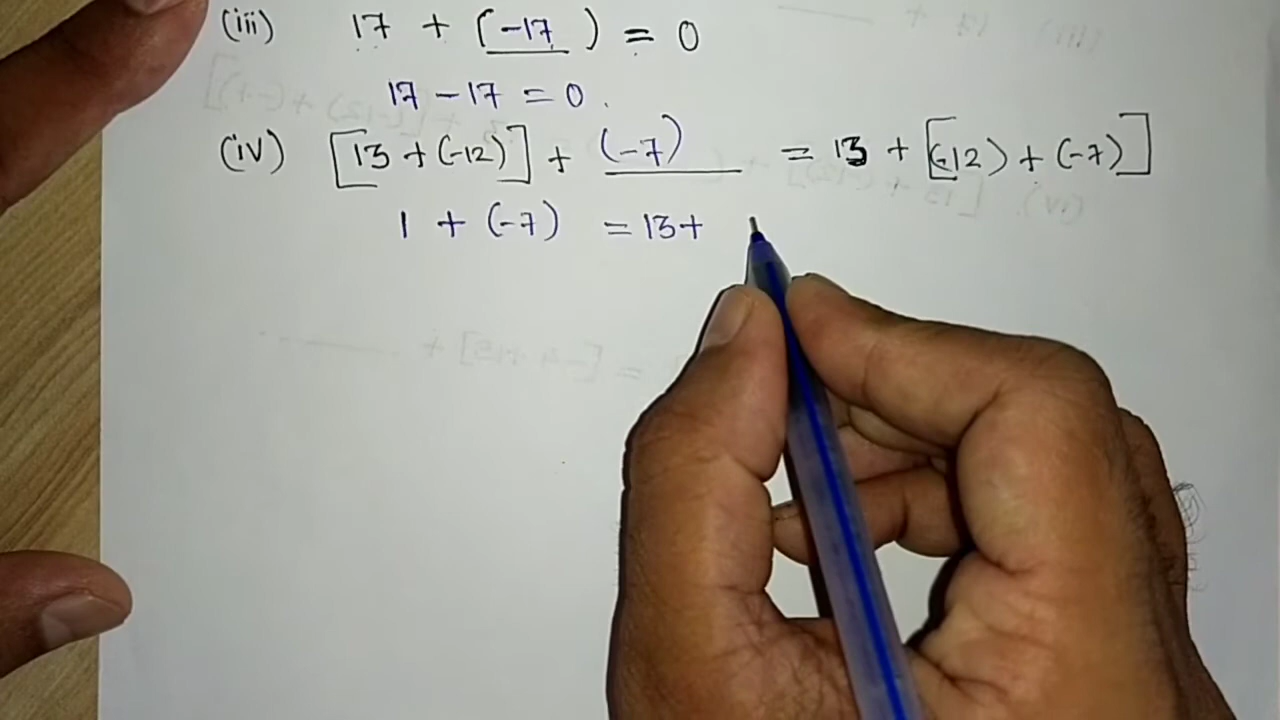 (iii) 17 + (-17) = 0
17 - 17 = 0.
(iv) [13 + (-12)] + (-7) = 13 + [(-12) + (-7)]
1 + (-7) = 13 +